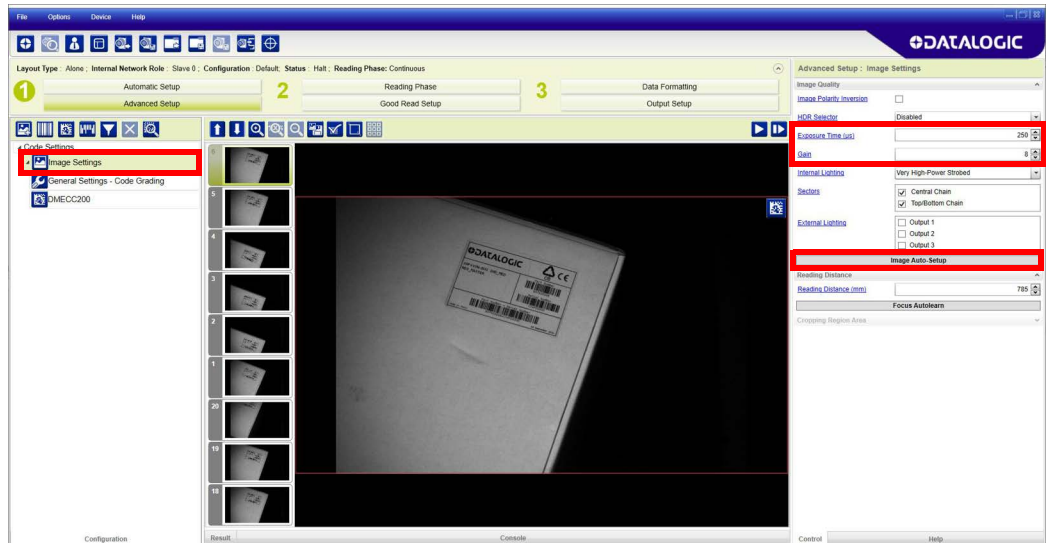 File Options Device Help
DATALOGIC
Layout Type : Alone ; Internal Network Role : Slave 0 ; Configuration : Default, Status : Halt ; Reading Phase: Continuous
1 Automatic Setup
Advanced Setup
2 Reading Phase
Good Read Setup
3 Data Formatting
Output Setup
Code Settings
Image Settings
General Settings - Code Grading
DMECC200
Configuration
6
5
4
3
2
1
20
19
18
DATALOGIC
CE
Result Console
Advanced Setup : Image Settings
Image Quality
Image Polarity Inversion
HDR Selector Disabled
Exposure Time (us) 250
Gain 8
Internal Lighting Very High-Power Strobed
Sectors Central Chain
Top/Bottom Chain
External Lighting Output 1
Output 2
Output 3
Image Auto-Setup
Reading Distance
Reading Distance (mm) 785
Focus Autolearn
Cropping Region Area
Control Help